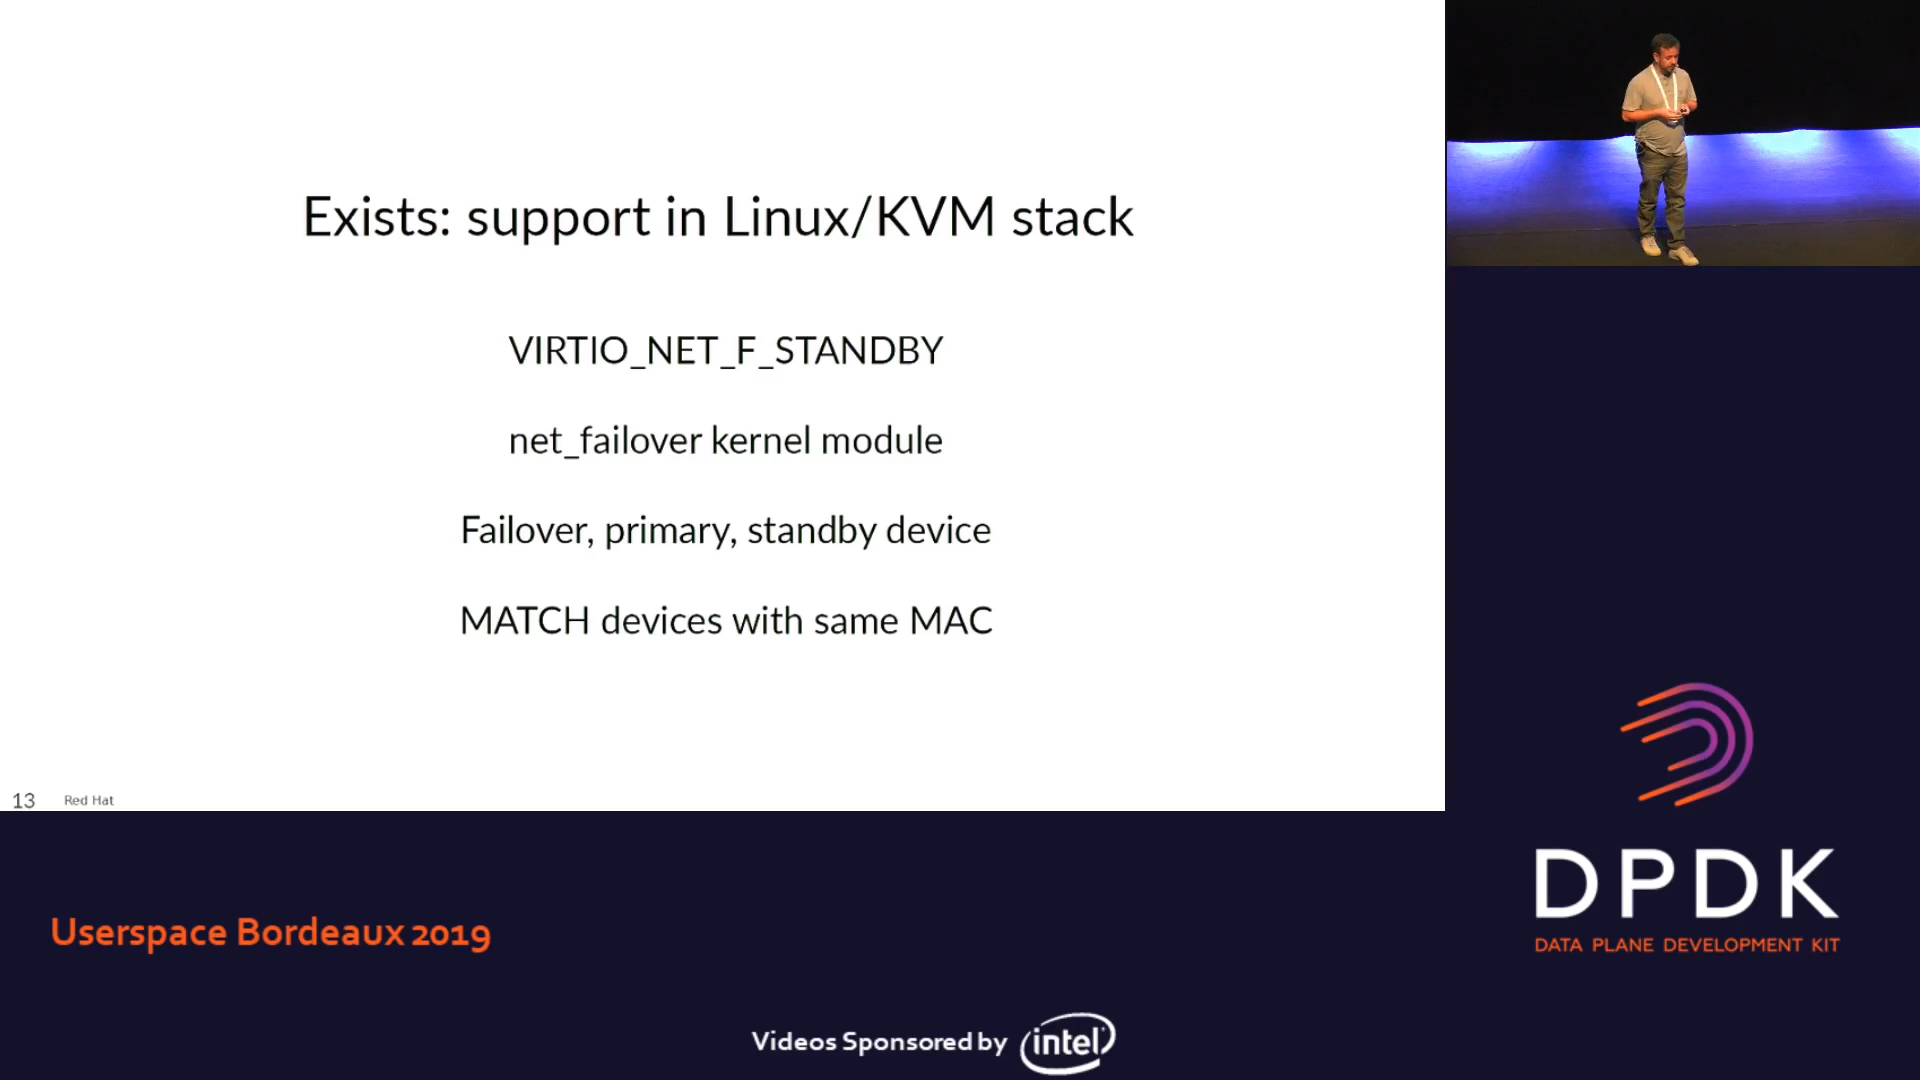 Exists: support in Linux/KVM stack
VIRTIO_NET_F_STANDBY
net_failover kernel module
Failover, primary, standby device
MATCH devices with same MAC
13 Red Hat
DPDK
DATA PLANE DEVELOPMENT KIT
Userspace Bordeaux 2019
Videos Sponsored by intel